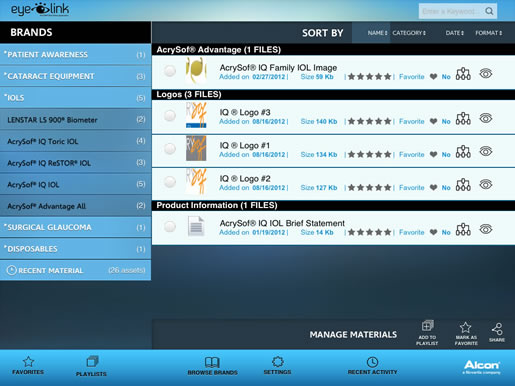 eye link
Enter a Keyword...
BRANDS
SORT BY
NAME
CATEGORY
DATE
FORMAT
PATIENT AWARENESS (1)
CATARACT EQUIPMENT (3)
IOLS (5)
LENSTAR LS 900® Biometer (2)
AcrySof® IQ Toric IOL (4)
AcrySof® IQ ReSTOR® IOL (3)
AcrySof® IQ IOL (5)
AcrySof® Advantage All (2)
SURGICAL GLAUCOMA (1)
DISPOSABLES (1)
RECENT MATERIAL (26 assets)
AcrySof® Advantage (1 FILES)
AcrySof® IQ Family IOL Image
Added on 02/27/2012 | Size 59 Kb | Favorite No
Logos (3 FILES)
IQ ® Logo #3
Added on 08/16/2012 | Size 140 Kb | Favorite No
IQ ® Logo #1
Added on 08/16/2012 | Size 134 Kb | Favorite No
IQ ® Logo #2
Added on 08/16/2012 | Size 127 Kb | Favorite No
Product Information (1 FILES)
AcrySof® IQ IOL Brief Statement
Added on 01/19/2012 | Size 14 Kb | Favorite No
MANAGE MATERIALS
ADD TO PLAYLIST
MARK AS FAVORITE
SHARE
FAVORITES
PLAYLISTS
BROWSE BRANDS
SETTINGS
RECENT ACTIVITY
Alcon
a Novartis company